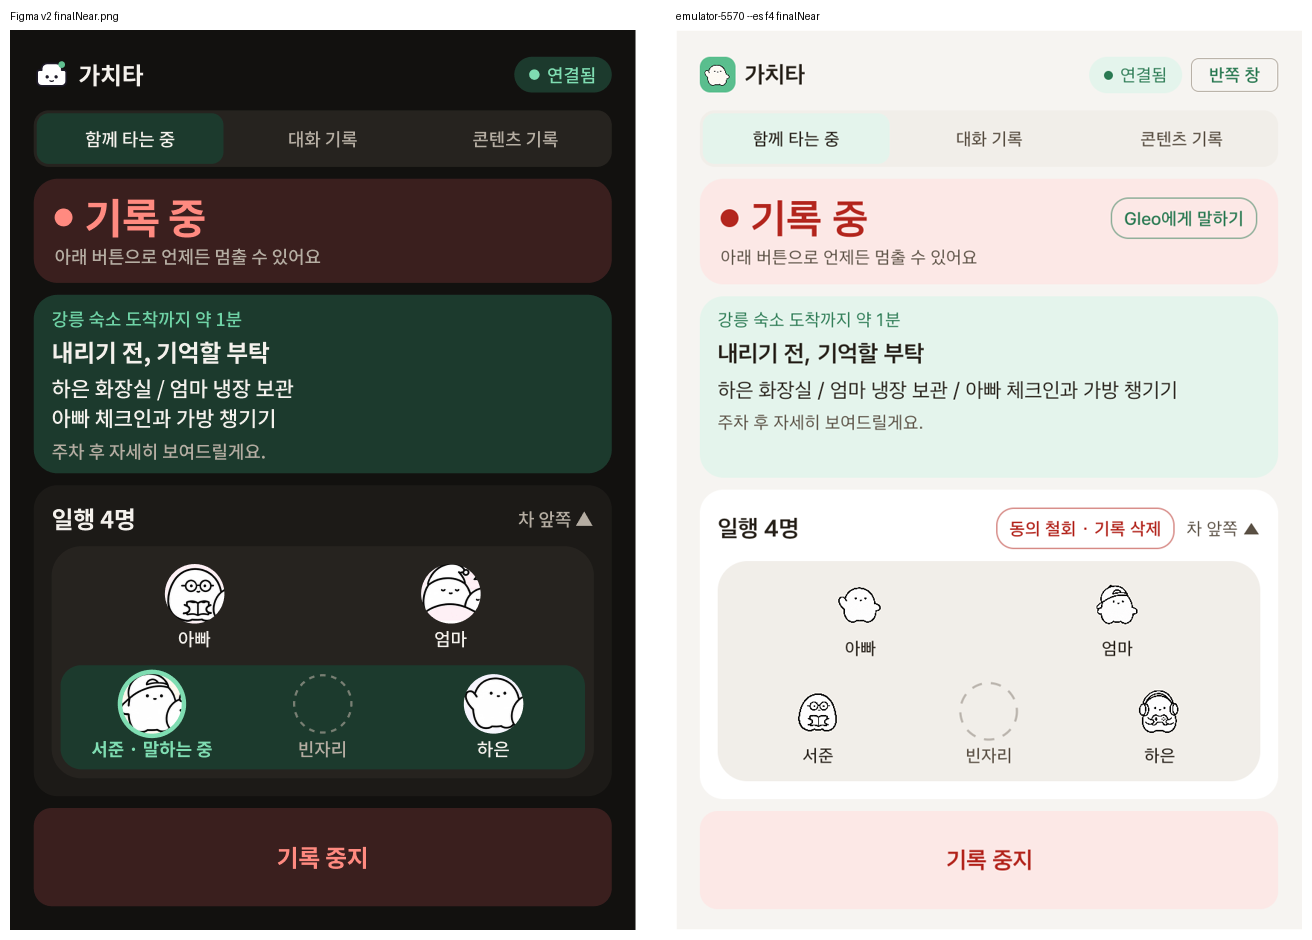 Figma v2 finalNear.png
가치타
연결됨
함께 타는 중
대화 기록
콘텐츠 기록
기록 중
아래 버튼으로 언제든 멈출 수 있어요
강릉 숙소 도착까지 약 1분
내리기 전, 기억할 부탁
하은 화장실 / 엄마 냉장 보관
아빠 체크인과 가방 챙기기
주차 후 자세히 보여드릴게요.
일행 4명
차 앞쪽 ▲
아빠
엄마
서준 · 말하는 중
빈자리
하은
기록 중지
emulator-5570 --es f4 finalNear
가치타
연결됨
반쪽 창
함께 타는 중
대화 기록
콘텐츠 기록
기록 중
Gleo에게 말하기
아래 버튼으로 언제든 멈출 수 있어요
강릉 숙소 도착까지 약 1분
내리기 전, 기억할 부탁
하은 화장실 / 엄마 냉장 보관 / 아빠 체크인과 가방 챙기기
주차 후 자세히 보여드릴게요.
일행 4명
동의 철회 · 기록 삭제
차 앞쪽 ▲
아빠
엄마
서준
빈자리
하은
기록 중지